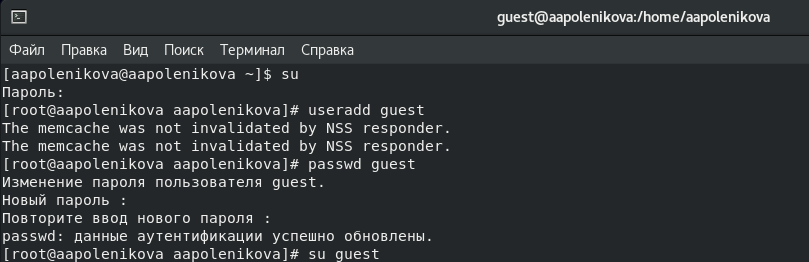 guest@aapolenikova:/home/aapolenikova
Файл Правка Вид Поиск Терминал Справка
[aapolenikova@aapolenikova ~]$ su
Пароль:
[root@aapolenikova aapolenikova]# useradd guest
The memcache was not invalidated by NSS responder.
The memcache was not invalidated by NSS responder.
[root@aapolenikova aapolenikova]# passwd guest
Изменение пароля пользователя guest.
Новый пароль :
Повторите ввод нового пароля :
passwd: данные аутентификации успешно обновлены.
[root@aapolenikova aapolenikova]# su guest